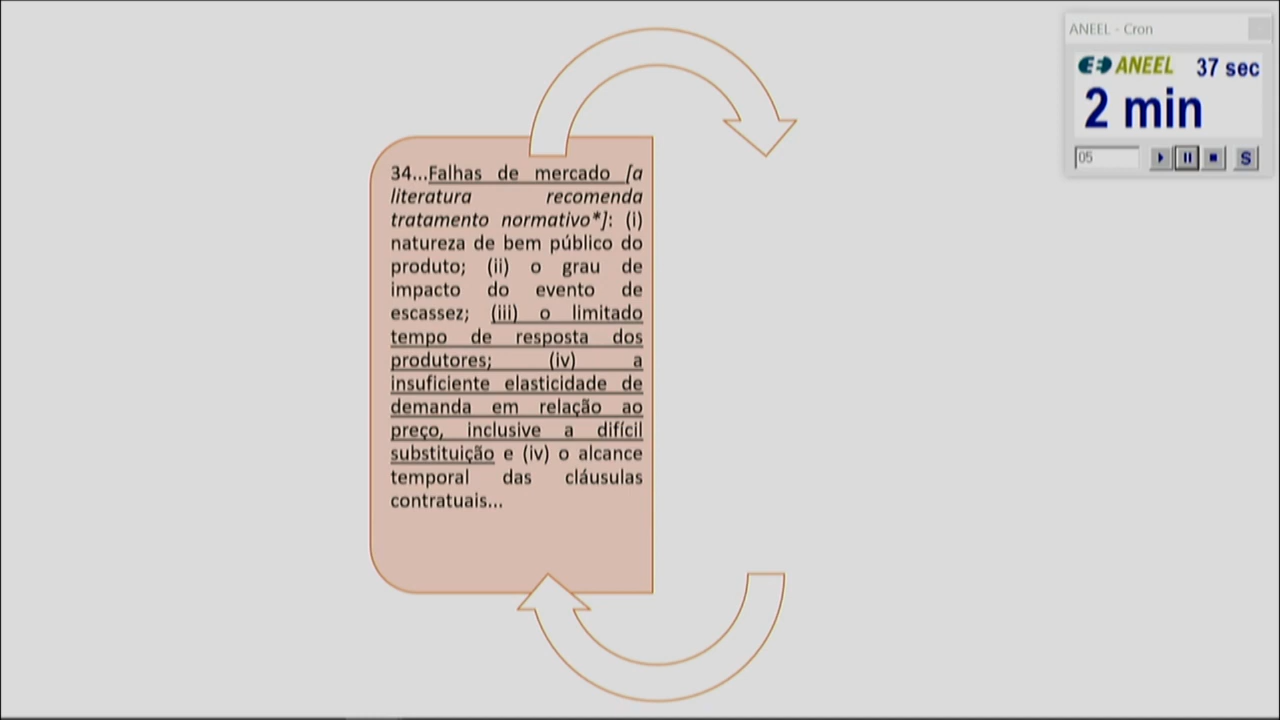 ANEEL - Cron
ANEEL 37 sec
2 min
05
S
34...Falhas de mercado [a
literatura recomenda
tratamento normativo*]: (i)
natureza de bem público do
produto; (ii) o grau de
impacto do evento de
escassez; (iii) o limitado
tempo de resposta dos
produtores; (iv) a
insuficiente elasticidade de
demanda em relação ao
preço, inclusive a difícil
substituição e (iv) o alcance
temporal das cláusulas
contratuais...